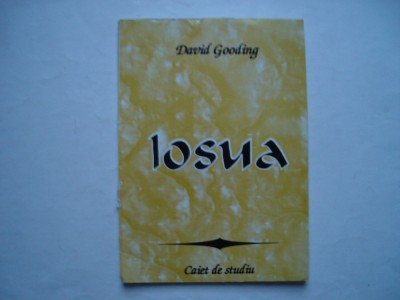 David Gooding
Iosua
Caiet de studiu